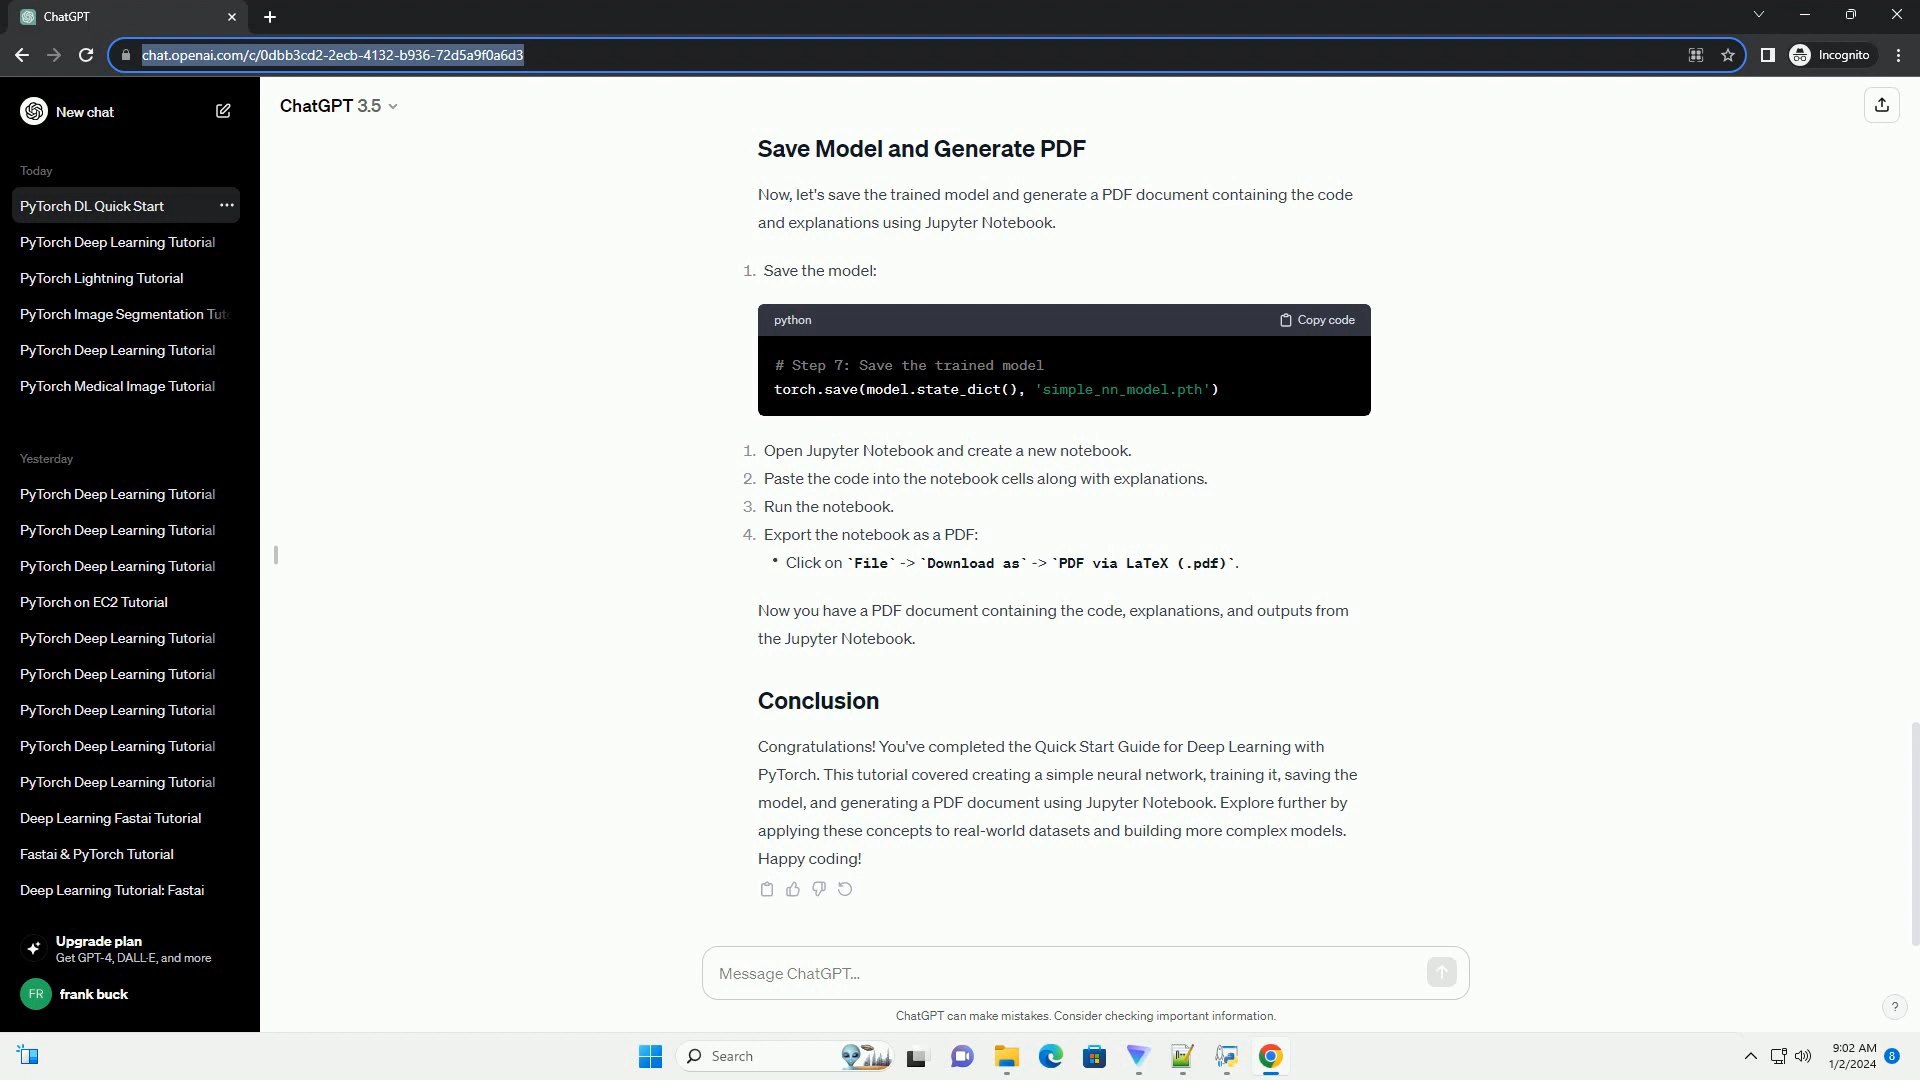 ChatGPT
chat.openai.com/c/0dbb3cd2-2ecb-4132-b936-72d5a9f0a6d3
Incognito
New chat
ChatGPT 3.5
Today
PyTorch DL Quick Start
PyTorch Deep Learning Tutorial
PyTorch Lightning Tutorial
PyTorch Image Segmentation Tuto
PyTorch Deep Learning Tutorial
PyTorch Medical Image Tutorial
Yesterday
PyTorch Deep Learning Tutorial
PyTorch Deep Learning Tutorial
PyTorch Deep Learning Tutorial
PyTorch on EC2 Tutorial
PyTorch Deep Learning Tutorial
PyTorch Deep Learning Tutorial
PyTorch Deep Learning Tutorial
PyTorch Deep Learning Tutorial
PyTorch Deep Learning Tutorial
Deep Learning Fastai Tutorial
Fastai & PyTorch Tutorial
Deep Learning Tutorial: Fastai
Upgrade plan
Get GPT-4, DALL·E, and more
FR
frank buck
Save Model and Generate PDF
Now, let's save the trained model and generate a PDF document containing the code
and explanations using Jupyter Notebook.
1. Save the model:
python
Copy code
# Step 7: Save the trained model
torch.save(model.state_dict(), 'simple_nn_model.pth')
1. Open Jupyter Notebook and create a new notebook.
2. Paste the code into the notebook cells along with explanations.
3. Run the notebook.
4. Export the notebook as a PDF:
• Click on `File` -> `Download as` -> `PDF via LaTeX (.pdf)`.
Now you have a PDF document containing the code, explanations, and outputs from
the Jupyter Notebook.
Conclusion
Congratulations! You've completed the Quick Start Guide for Deep Learning with
PyTorch. This tutorial covered creating a simple neural network, training it, saving the
model, and generating a PDF document using Jupyter Notebook. Explore further by
applying these concepts to real-world datasets and building more complex models.
Happy coding!
Message ChatGPT...
ChatGPT can make mistakes. Consider checking important information.
?
Search
9:02 AM
1/2/2024
8